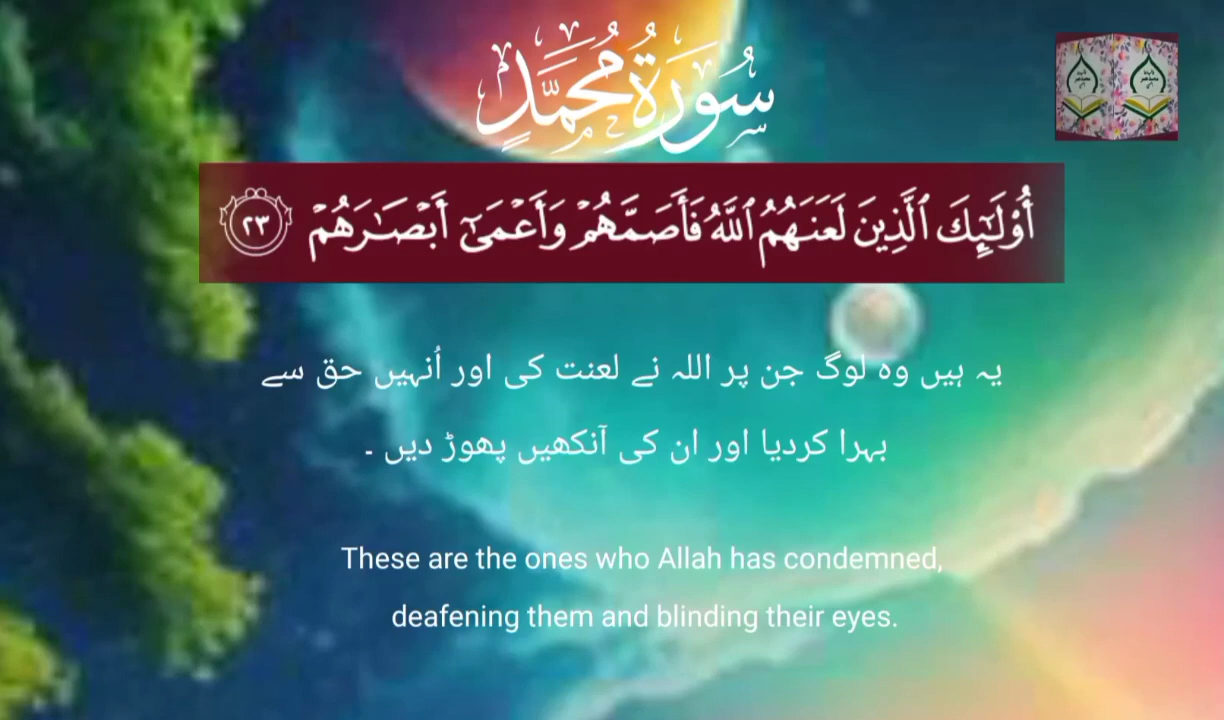 سُورَةُ مُحَمَّدٍ
أُوْلَٰٓئِكَ ٱلَّذِينَ لَعَنَهُمُ ٱللَّهُ فَأَصَمَّهُمْ وَأَعْمَىٰٓ أَبْصَٰرَهُمْ ٢٣
یہ ہیں وہ لوگ جن پر اللہ نے لعنت کی اور اُنہیں حق سے
بہرا کردیا اور ان کی آنکھیں پھوڑ دیں ۔
These are the ones who Allah has condemned,
deafening them and blinding their eyes.